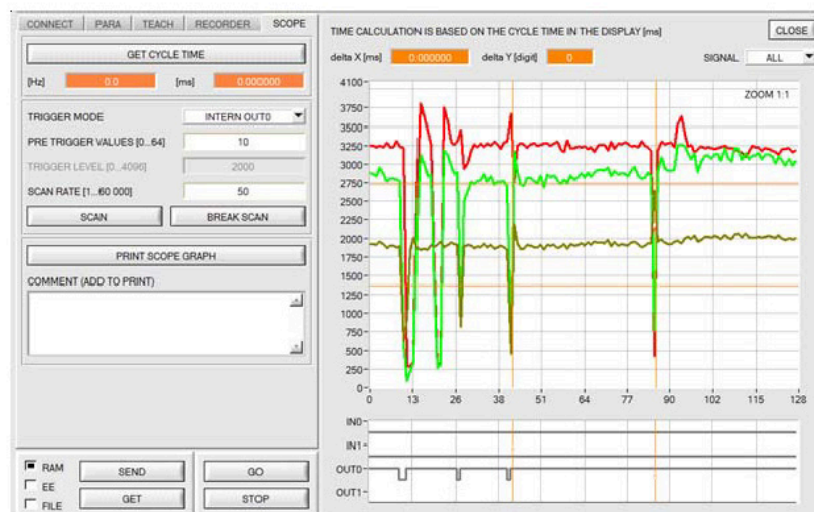 CONNECT PARA TEACH RECORDER SCOPE
GET CYCLE TIME
[Hz] 0.0 [ms] 0.000000
TRIGGER MODE INTERN OUT0
PRE TRIGGER VALUES [0...64] 10
TRIGGER LEVEL [0...4096] 2000
SCAN RATE [1...60 000] 50
SCAN BREAK SCAN
PRINT SCOPE GRAPH
COMMENT (ADD TO PRINT)
RAM
EE
FILE
SEND GO
GET STOP
TIME CALCULATION IS BASED ON THE CYCLE TIME IN THE DISPLAY [ms]
CLOSE
delta X [ms] 0:000000 delta Y [digit] 0 SIGNAL ALL
ZOOM 1:1
4100
3750
3500
3250
3000
2750
2500
2250
2000
1750
1500
1250
1000
750
500
250
0
0 13 26 38 51 64 77 90 102 115 128
IN0
IN1
OUT0
OUT1